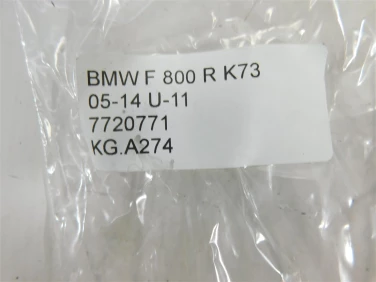 BMW F 800 R K73
05-14 U-11
7720771
KG.A274